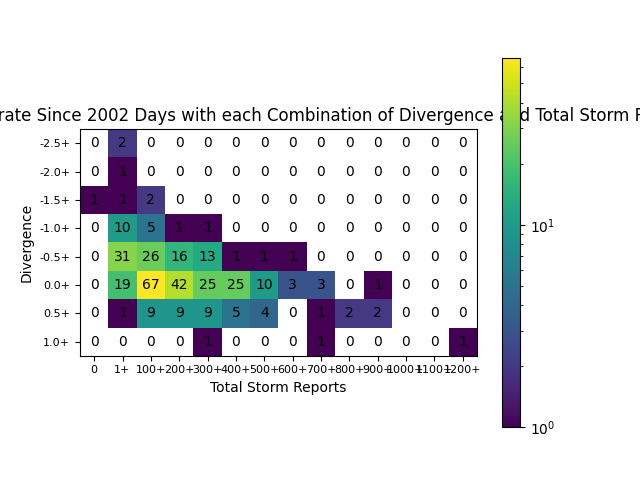 rate Since 2002 Days with each Combination of Divergence and Total Storm R
-2.5+ 0 2 0 0 0 0 0 0 0 0 0 0 0 0
-2.0+ 0 1 0 0 0 0 0 0 0 0 0 0 0 0
-1.5+ 1 1 2 0 0 0 0 0 0 0 0 0 0 0
-1.0+ 0 10 5 1 1 0 0 0 0 0 0 0 0 0
-0.5+ 0 31 26 16 13 1 1 1 0 0 0 0 0 0
0.0+ 0 19 67 42 25 25 10 3 3 0 1 0 0 0
0.5+ 0 1 9 9 9 5 4 0 1 2 2 0 0 0
1.0+ 0 0 0 0 1 0 0 0 1 0 0 0 0 1
0 1+ 100+ 200+ 300+ 400+ 500+ 600+ 700+ 800+ 900+ 1000+ 1100+ 1200+
Total Storm Reports
Divergence
10^1
10^0